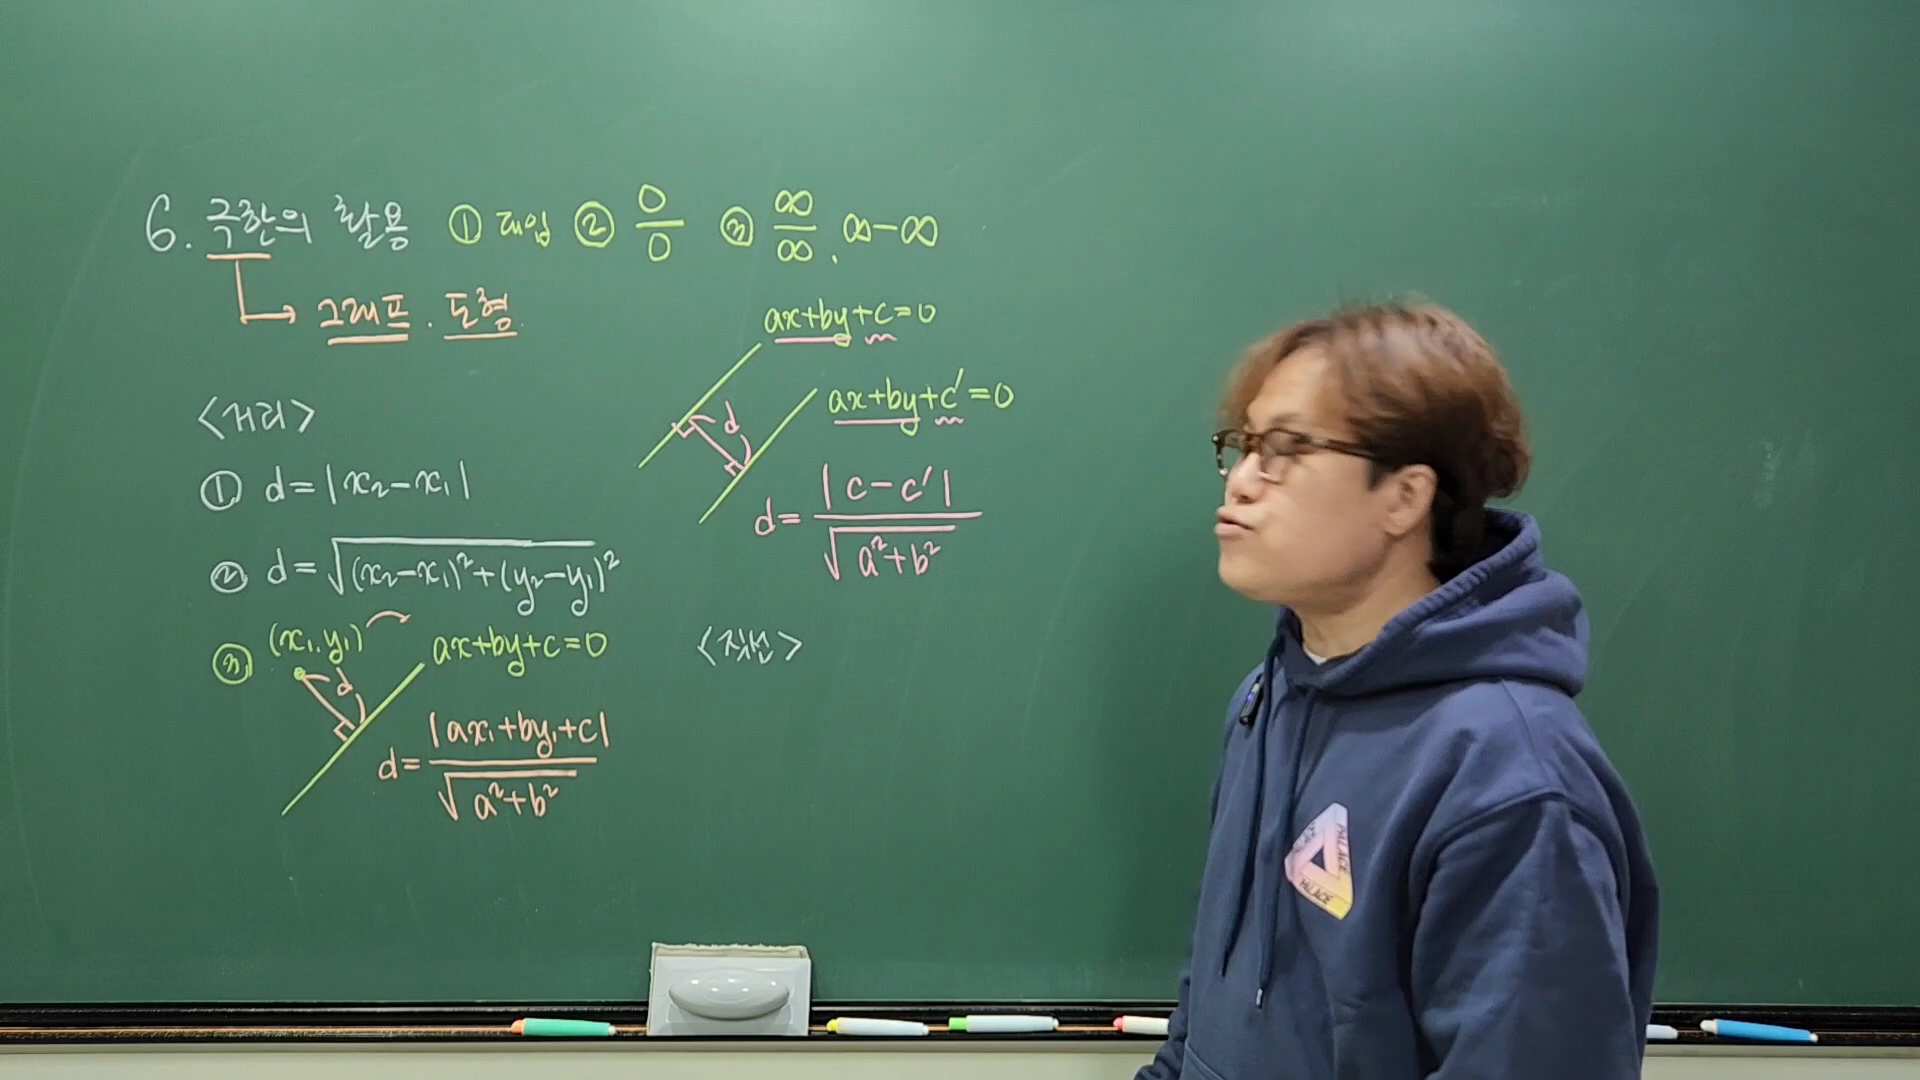 6. 극한의 활용 ① 대입 ② 0/0 ③ ∞/∞, ∞-∞
그래프. 도형
<거리>
① d=|x₂-x₁|
② d=√(x₂-x₁)²+(y₂-y₁)²
③ (x₁,y₁) ax+by+c=0
d
d=|ax₁+by₁+c|/√a²+b²
ax+by+c=0
ax+by+c'=0
d
d=|c-c'|/√a²+b²
<직선>
PALACE
PALACE